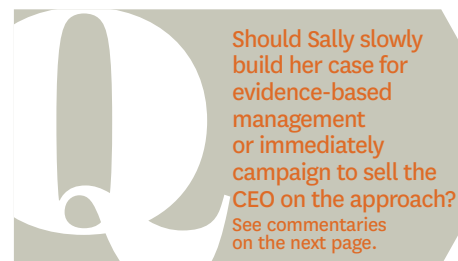 Q
Should Sally slowly
build her case for
evidence-based
management
or immediately
campaign to sell the
CEO on the approach?
See commentaries
on the next page.